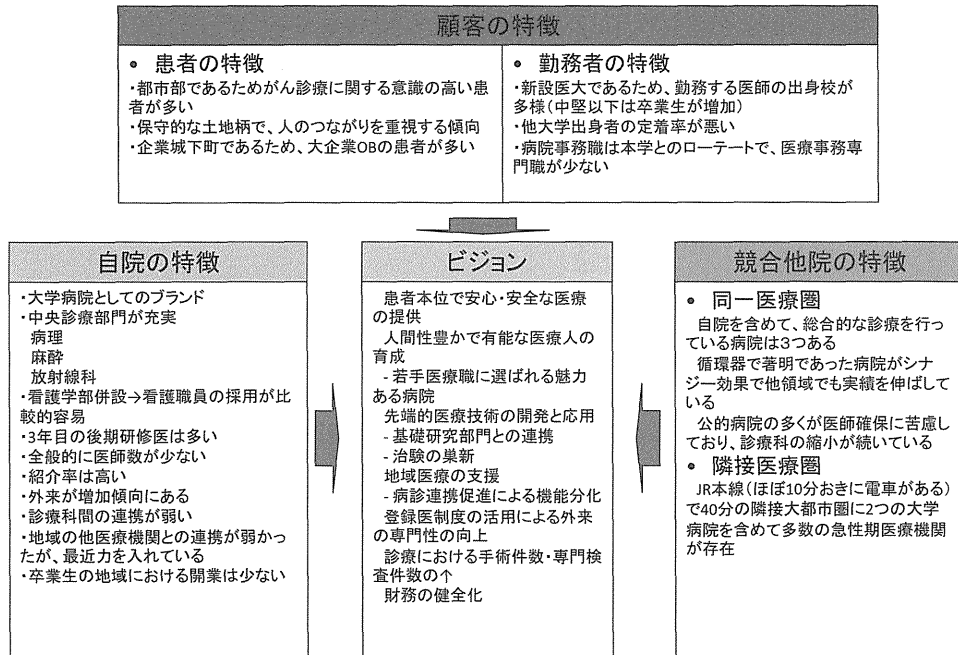 顧客の特徴
• 患者の特徴
・都市部であるためがん診療に関する意識の高い患
者が多い
・保守的な土地柄で、人のつながりを重視する傾向
・企業城下町であるため、大企業OBの患者が多い
• 勤務者の特徴
・新設医大であるため、勤務する医師の出身校が
多様(中堅以下は卒業生が増加)
・他大学出身者の定着率が悪い
・病院事務職は本学とのローテートで、医療事務専
門職が少ない
自院の特徴
・大学病院としてのブランド
・中央診療部門が充実
病理
麻酔
放射線科
・看護学部併設→看護職員の採用が比
較的容易
・3年目の後期研修医は多い
・全般的に医師数が少ない
・紹介率は高い
・外来が増加傾向にある
・診療科間の連携が弱い
・地域の他医療機関との連携が弱かっ
たが、最近力を入れている
・卒業生の地域における開業は少ない
ビジョン
患者本位で安心・安全な医療
の提供
人間性豊かで有能な医療人の
育成
- 若手医療職に選ばれる魅力
ある病院
先端的医療技術の開発と応用
- 基礎研究部門との連携
- 治験の巣新
地域医療の支援
- 病診連携促進による機能分化
登録医制度の活用による外来
の専門性の向上
診療における手術件数・専門検
査件数の↑
財務の健全化
競合他院の特徴
• 同一医療圏
自院を含めて、総合的な診療を行っ
ている病院は3つある
循環器で著明であった病院がシナ
ジー効果で他領域でも実績を伸ばして
いる
公的病院の多くが医師確保に苦慮し
ており、診療科の縮小が続いている
• 隣接医療圏
JR本線(ほぼ10分おきに電車がある)
で40分の隣接大都市圏に2つの大学
病院を含めて多数の急性期医療機関
が存在